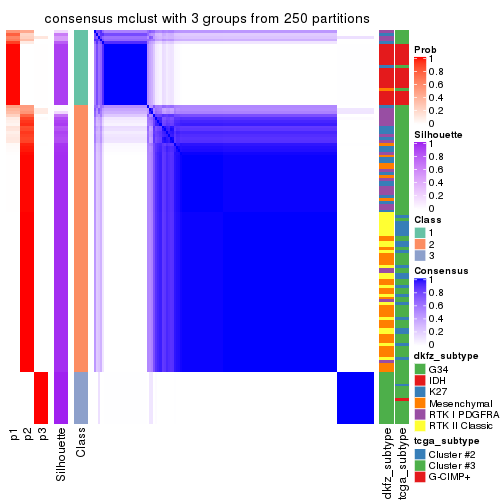 consensus mclust with 3 groups from 250 partitions
Prob
1
0.8
0.6
0.4
0.2
0
Silhouette
1
0.8
0.6
0.4
0.2
0
Class
1
2
3
Consensus
1
0.8
0.6
0.4
0.2
0
dkfz_subtype
G34
IDH
K27
Mesenchymal
RTK I PDGFRA
RTK II Classic
tcga_subtype
Cluster #2
Cluster #3
G-CIMP+
p1
p2
p3
Silhouette
Class
dkfz_subtype
tcga_subtype